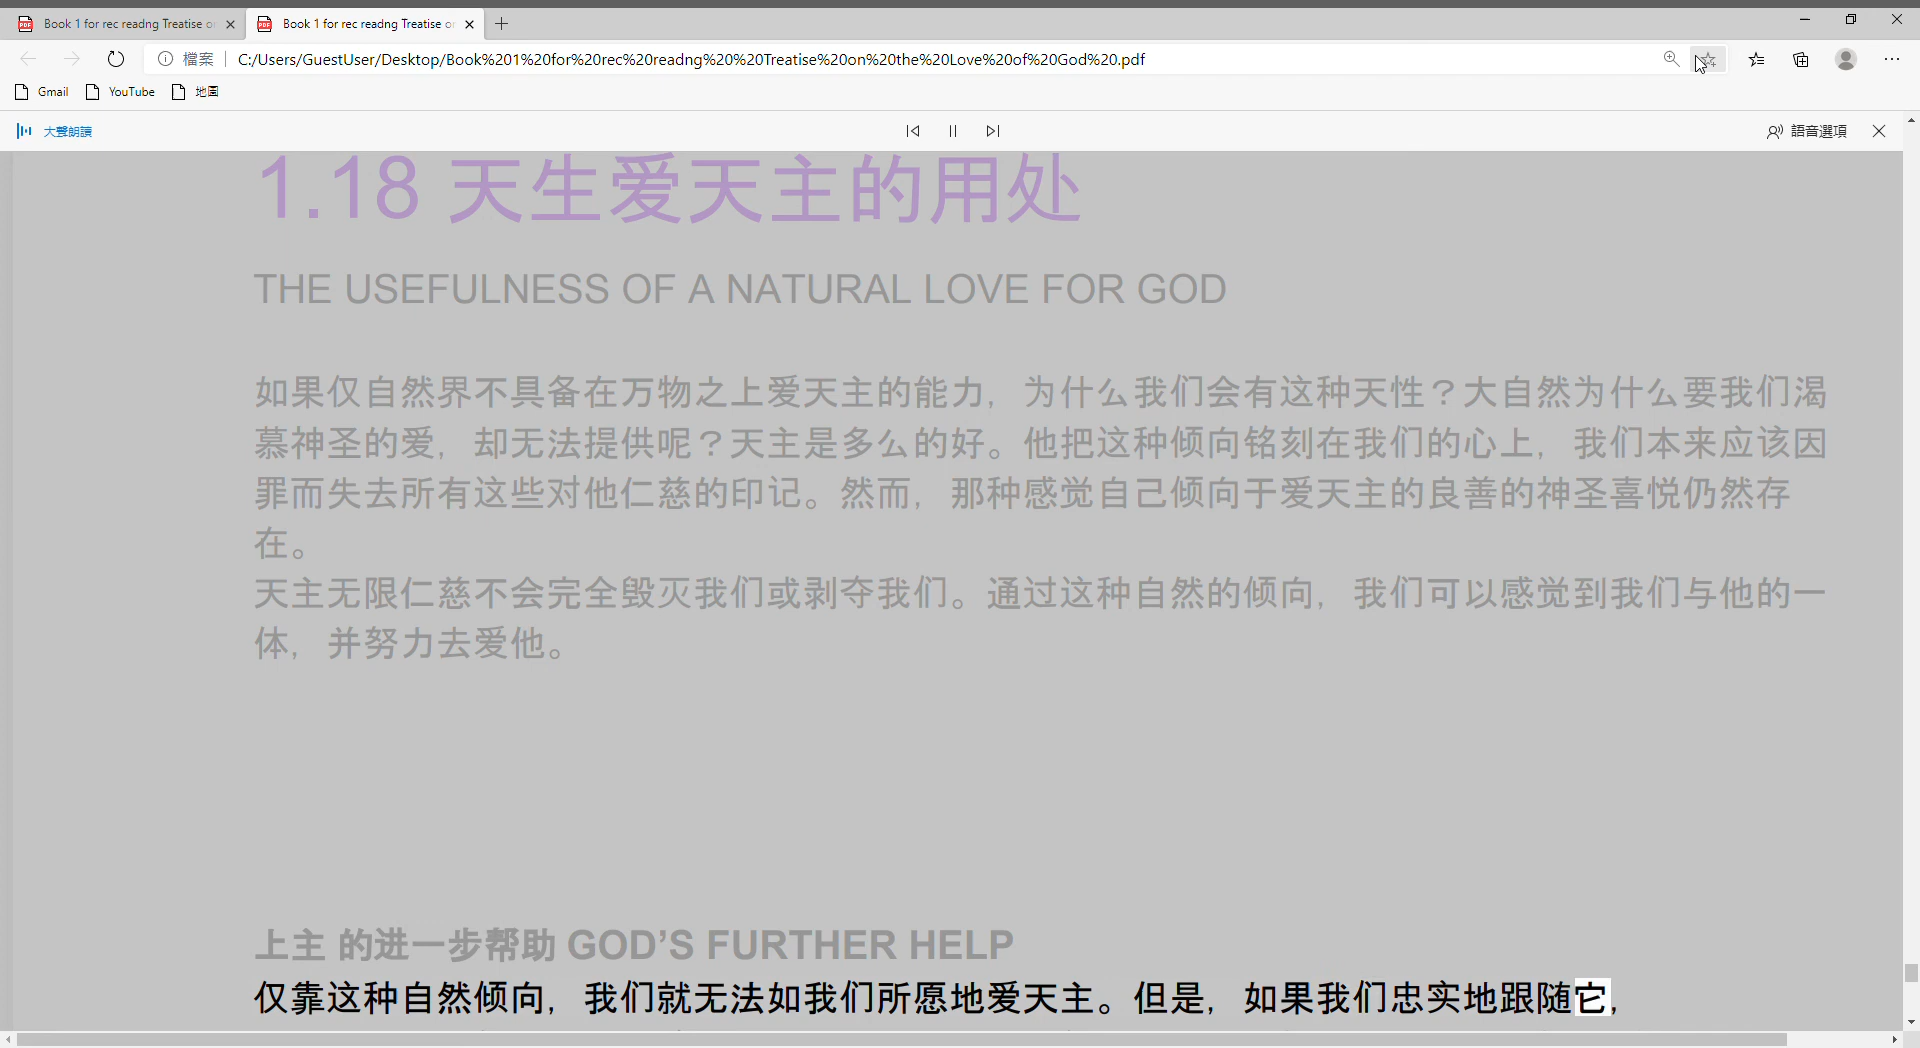 Book 1 for rec readng Treatise or
Book 1 for rec readng Treatise or
檔案
C:/Users/GuestUser/Desktop/Book%201%20for%20rec%20readng%20%20Treatise%20on%20the%20Love%20of%20God%20.pdf
Gmail YouTube 地圖
大聲朗讀
語音選項
1.18 天生爱天主的用处
THE USEFULNESS OF A NATURAL LOVE FOR GOD
如果仅自然界不具备在万物之上爱天主的能力, 为什么我们会有这种天性？大自然为什么要我们渴
慕神圣的爱, 却无法提供呢？天主是多么的好。他把这种倾向铭刻在我们的心上, 我们本来应该因
罪而失去所有这些对他仁慈的印记。然而, 那种感觉自己倾向于爱天主的良善的神圣喜悦仍然存
在。
天主无限仁慈不会完全毁灭我们或剥夺我们。通过这种自然的倾向, 我们可以感觉到我们与他的一
体, 并努力去爱他。
上主 的进一步帮助 GOD’S FURTHER HELP
仅靠这种自然倾向, 我们就无法如我们所愿地爱天主。但是, 如果我们忠实地跟随它,